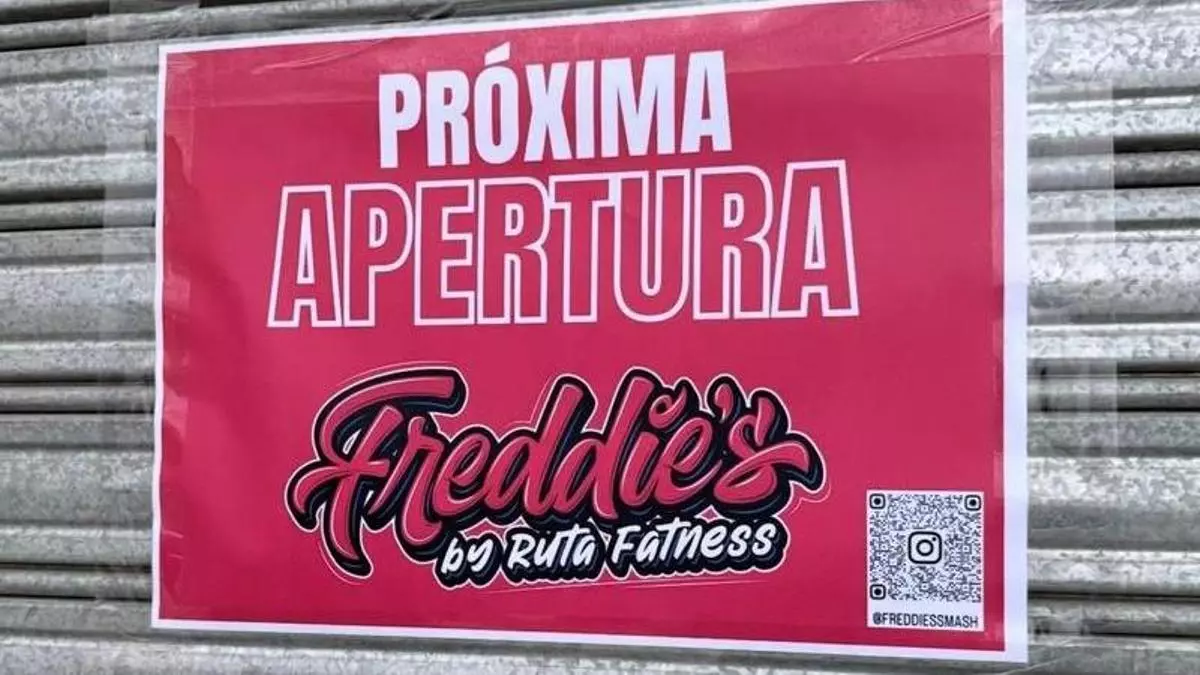 PRÓXIMA
APERTURA
Freddie's
by Ruta Fatness
@FREDDIESSMASH